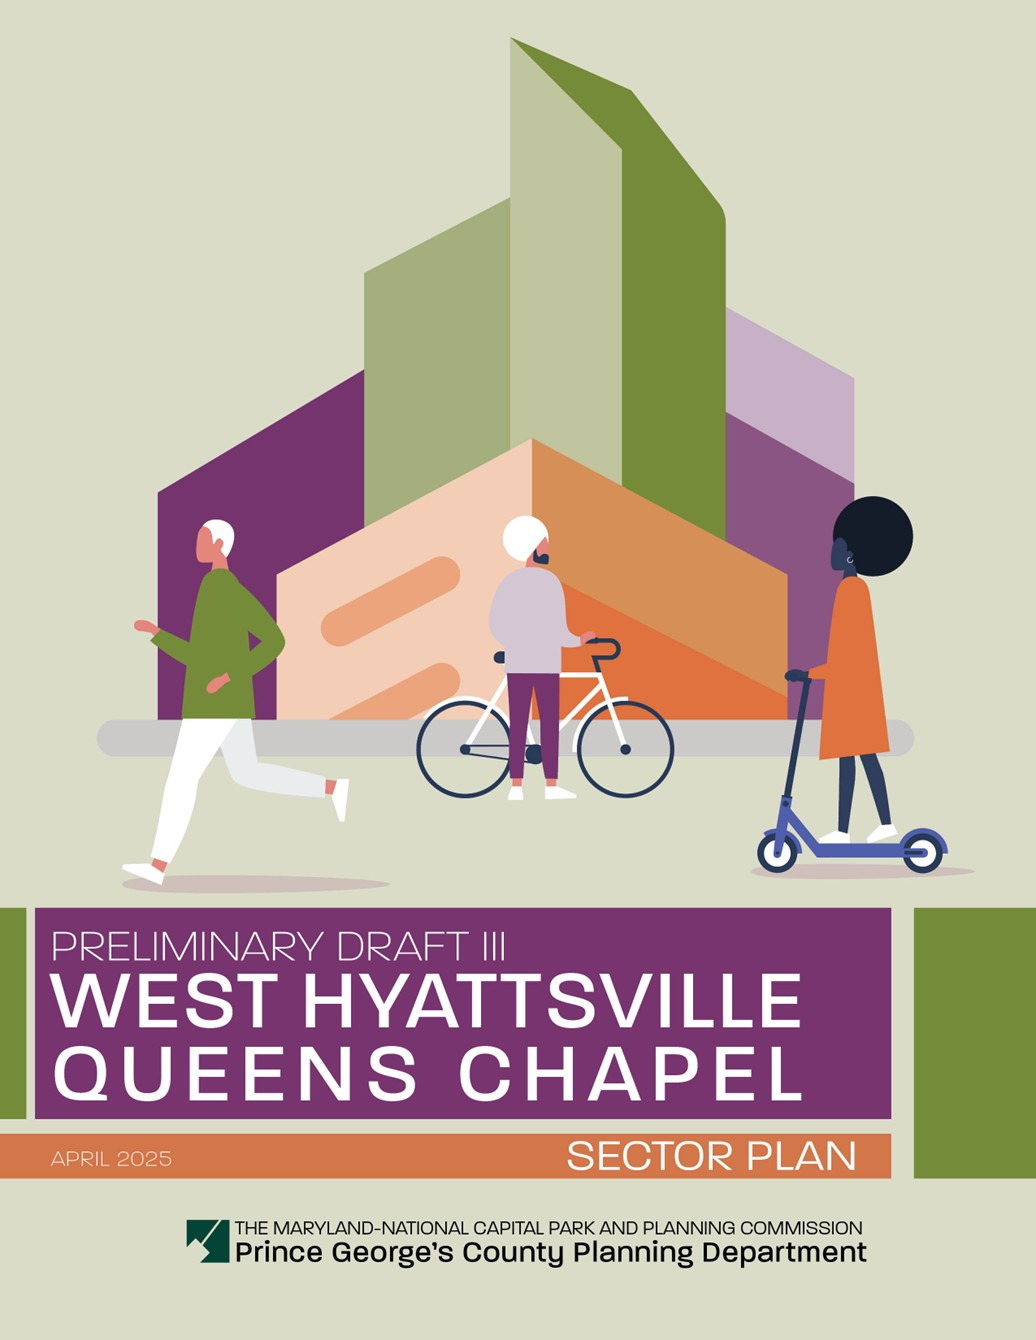 PRELIMINARY DRAFT III
WEST HYATTSVILLE
QUEENS CHAPEL
APRIL 2025
SECTOR PLAN
THE MARYLAND-NATIONAL CAPITAL PARK AND PLANNING COMMISSION
Prince George's County Planning Department